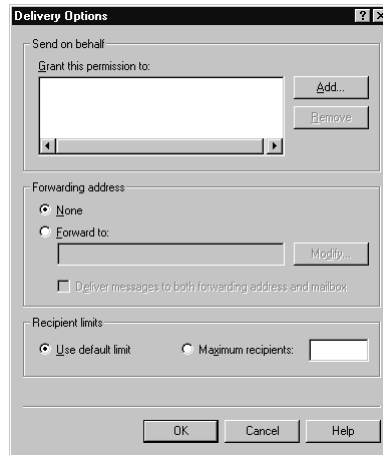 Delivery Options
Send on behalf
Grant this permission to:
Add...
Remove
Forwarding address
None
Forward to:
Modify...
Deliver messages to both forwarding address and mailbox
Recipient limits
Use default limit
Maximum recipients:
OK Cancel Help